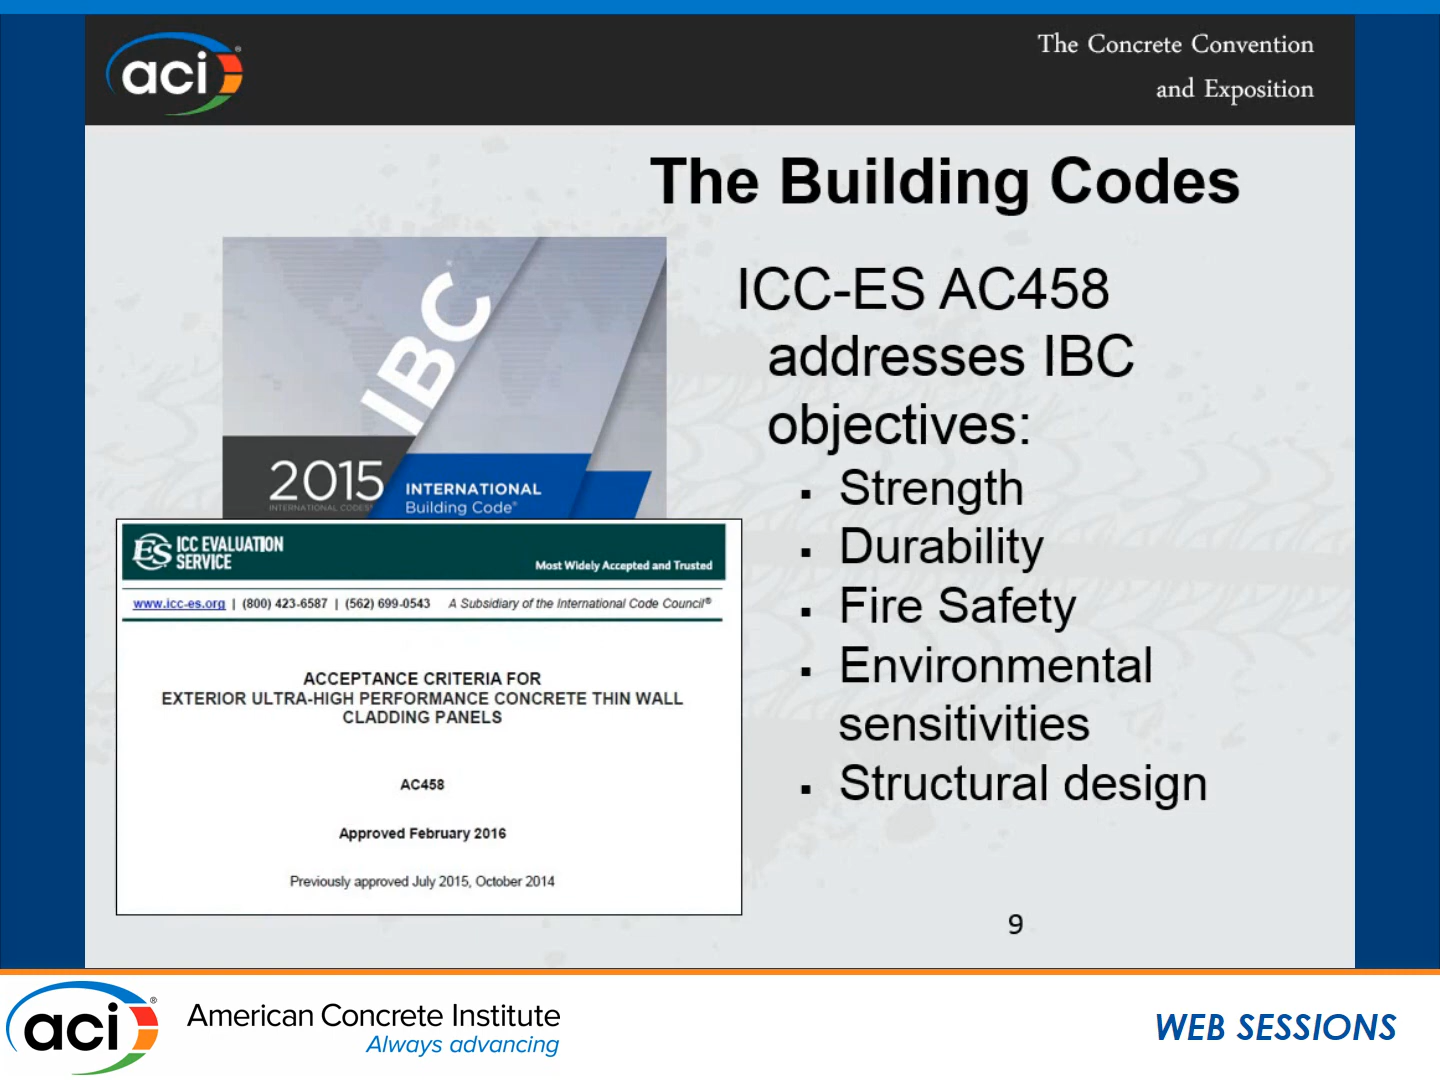 aci®
The Concrete Convention
and Exposition
The Building Codes
IBC
2015
INTERNATIONAL CODES®
INTERNATIONAL
Building Code®
ICC-ES AC458
addresses IBC
objectives:
▪ Strength
▪ Durability
▪ Fire Safety
▪ Environmental
sensitivities
▪ Structural design
ES ICC EVALUATION
SERVICE
Most Widely Accepted and Trusted
www.icc-es.org | (800) 423-6587 | (562) 699-0543 A Subsidiary of the International Code Council®
ACCEPTANCE CRITERIA FOR
EXTERIOR ULTRA-HIGH PERFORMANCE CONCRETE THIN WALL
CLADDING PANELS
AC458
Approved February 2016
Previously approved July 2015, October 2014
9
aci®
American Concrete Institute
Always advancing
WEB SESSIONS